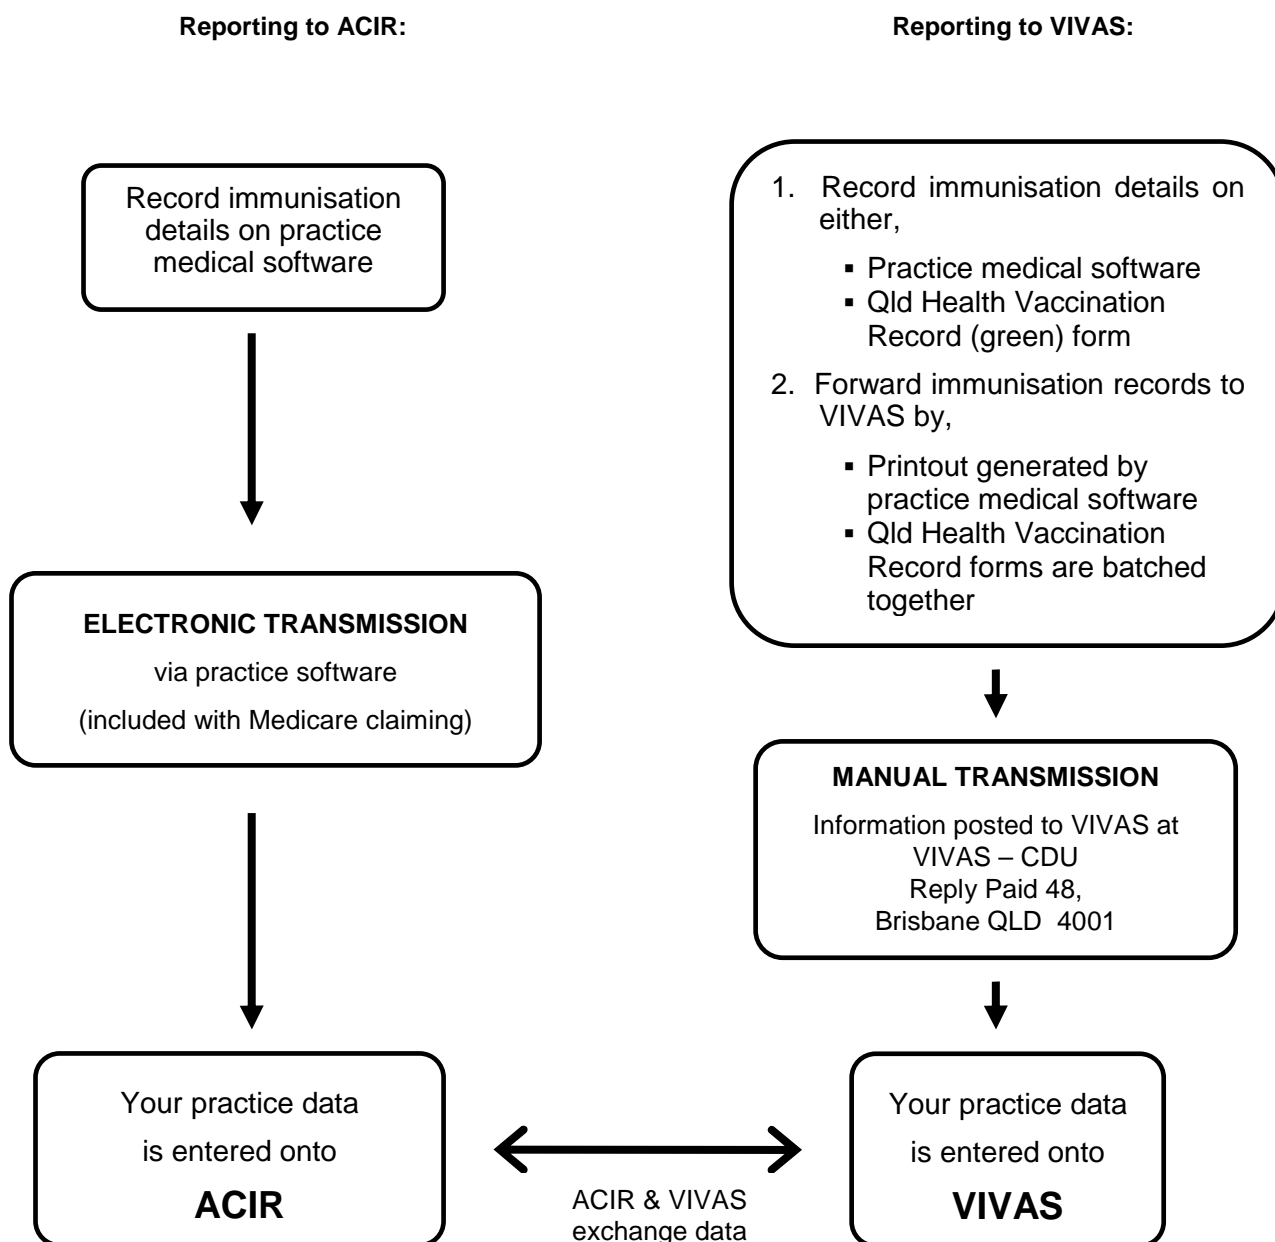 Reporting to ACIR:
Record immunisation
details on practice
medical software
ELECTRONIC TRANSMISSION
via practice software
(included with Medicare claiming)
Your practice data
is entered onto
ACIR
ACIR & VIVAS
exchange data
Reporting to VIVAS:
1. Record immunisation details on
either,
▪ Practice medical software
▪ Qld Health Vaccination
Record (green) form
2. Forward immunisation records to
VIVAS by,
▪ Printout generated by
practice medical software
▪ Qld Health Vaccination
Record forms are batched
together
MANUAL TRANSMISSION
Information posted to VIVAS at
VIVAS – CDU
Reply Paid 48,
Brisbane QLD 4001
Your practice data
is entered onto
VIVAS